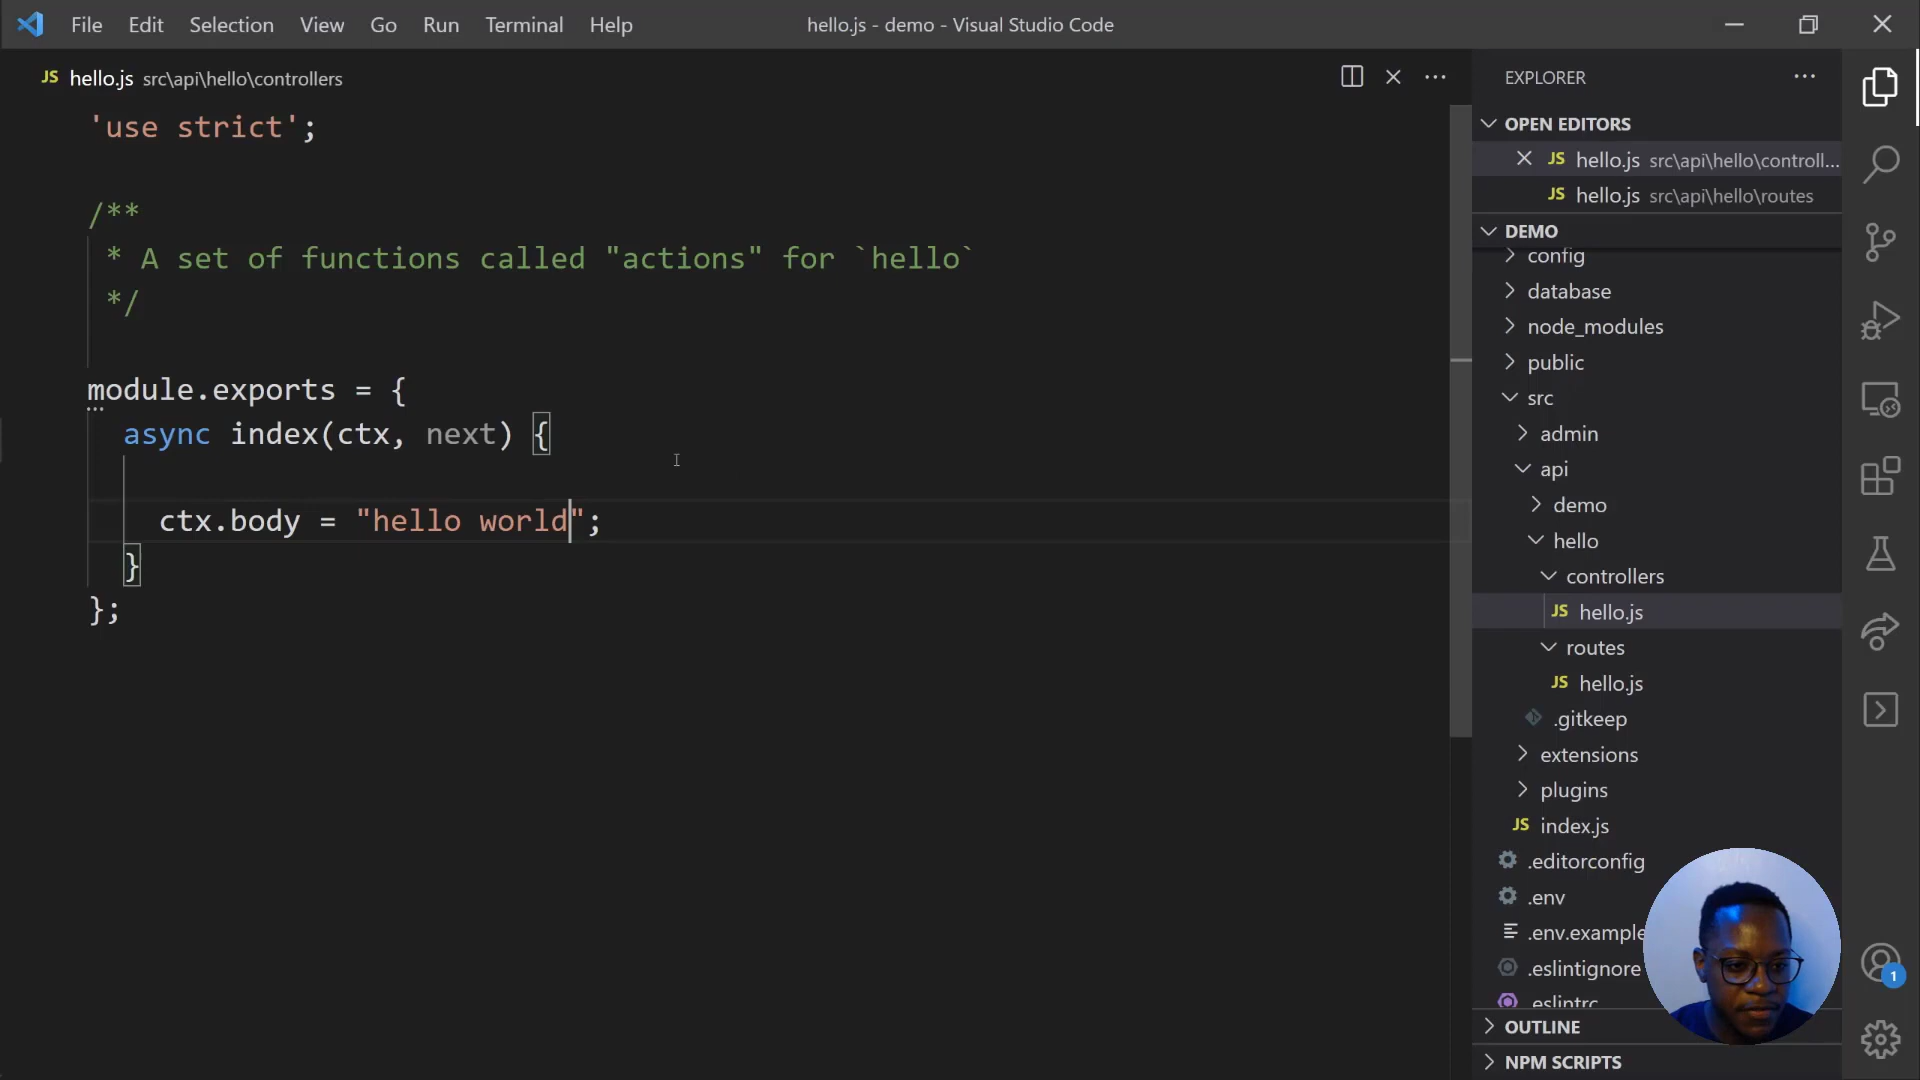 File Edit Selection View Go Run Terminal Help
hello.js - demo - Visual Studio Code
JS hello.js src\api\hello\controllers
'use strict';
/**
* A set of functions called "actions" for `hello`
*/
module.exports = {
async index(ctx, next) {
ctx.body = "hello world";
}
};
EXPLORER
OPEN EDITORS
JS hello.js src\api\hello\controll...
JS hello.js src\api\hello\routes
DEMO
config
database
node_modules
public
src
admin
api
demo
hello
controllers
JS hello.js
routes
JS hello.js
.gitkeep
extensions
plugins
JS index.js
.editorconfig
.env
.env.example
.eslintignore
.eslintrc
OUTLINE
NPM SCRIPTS
1